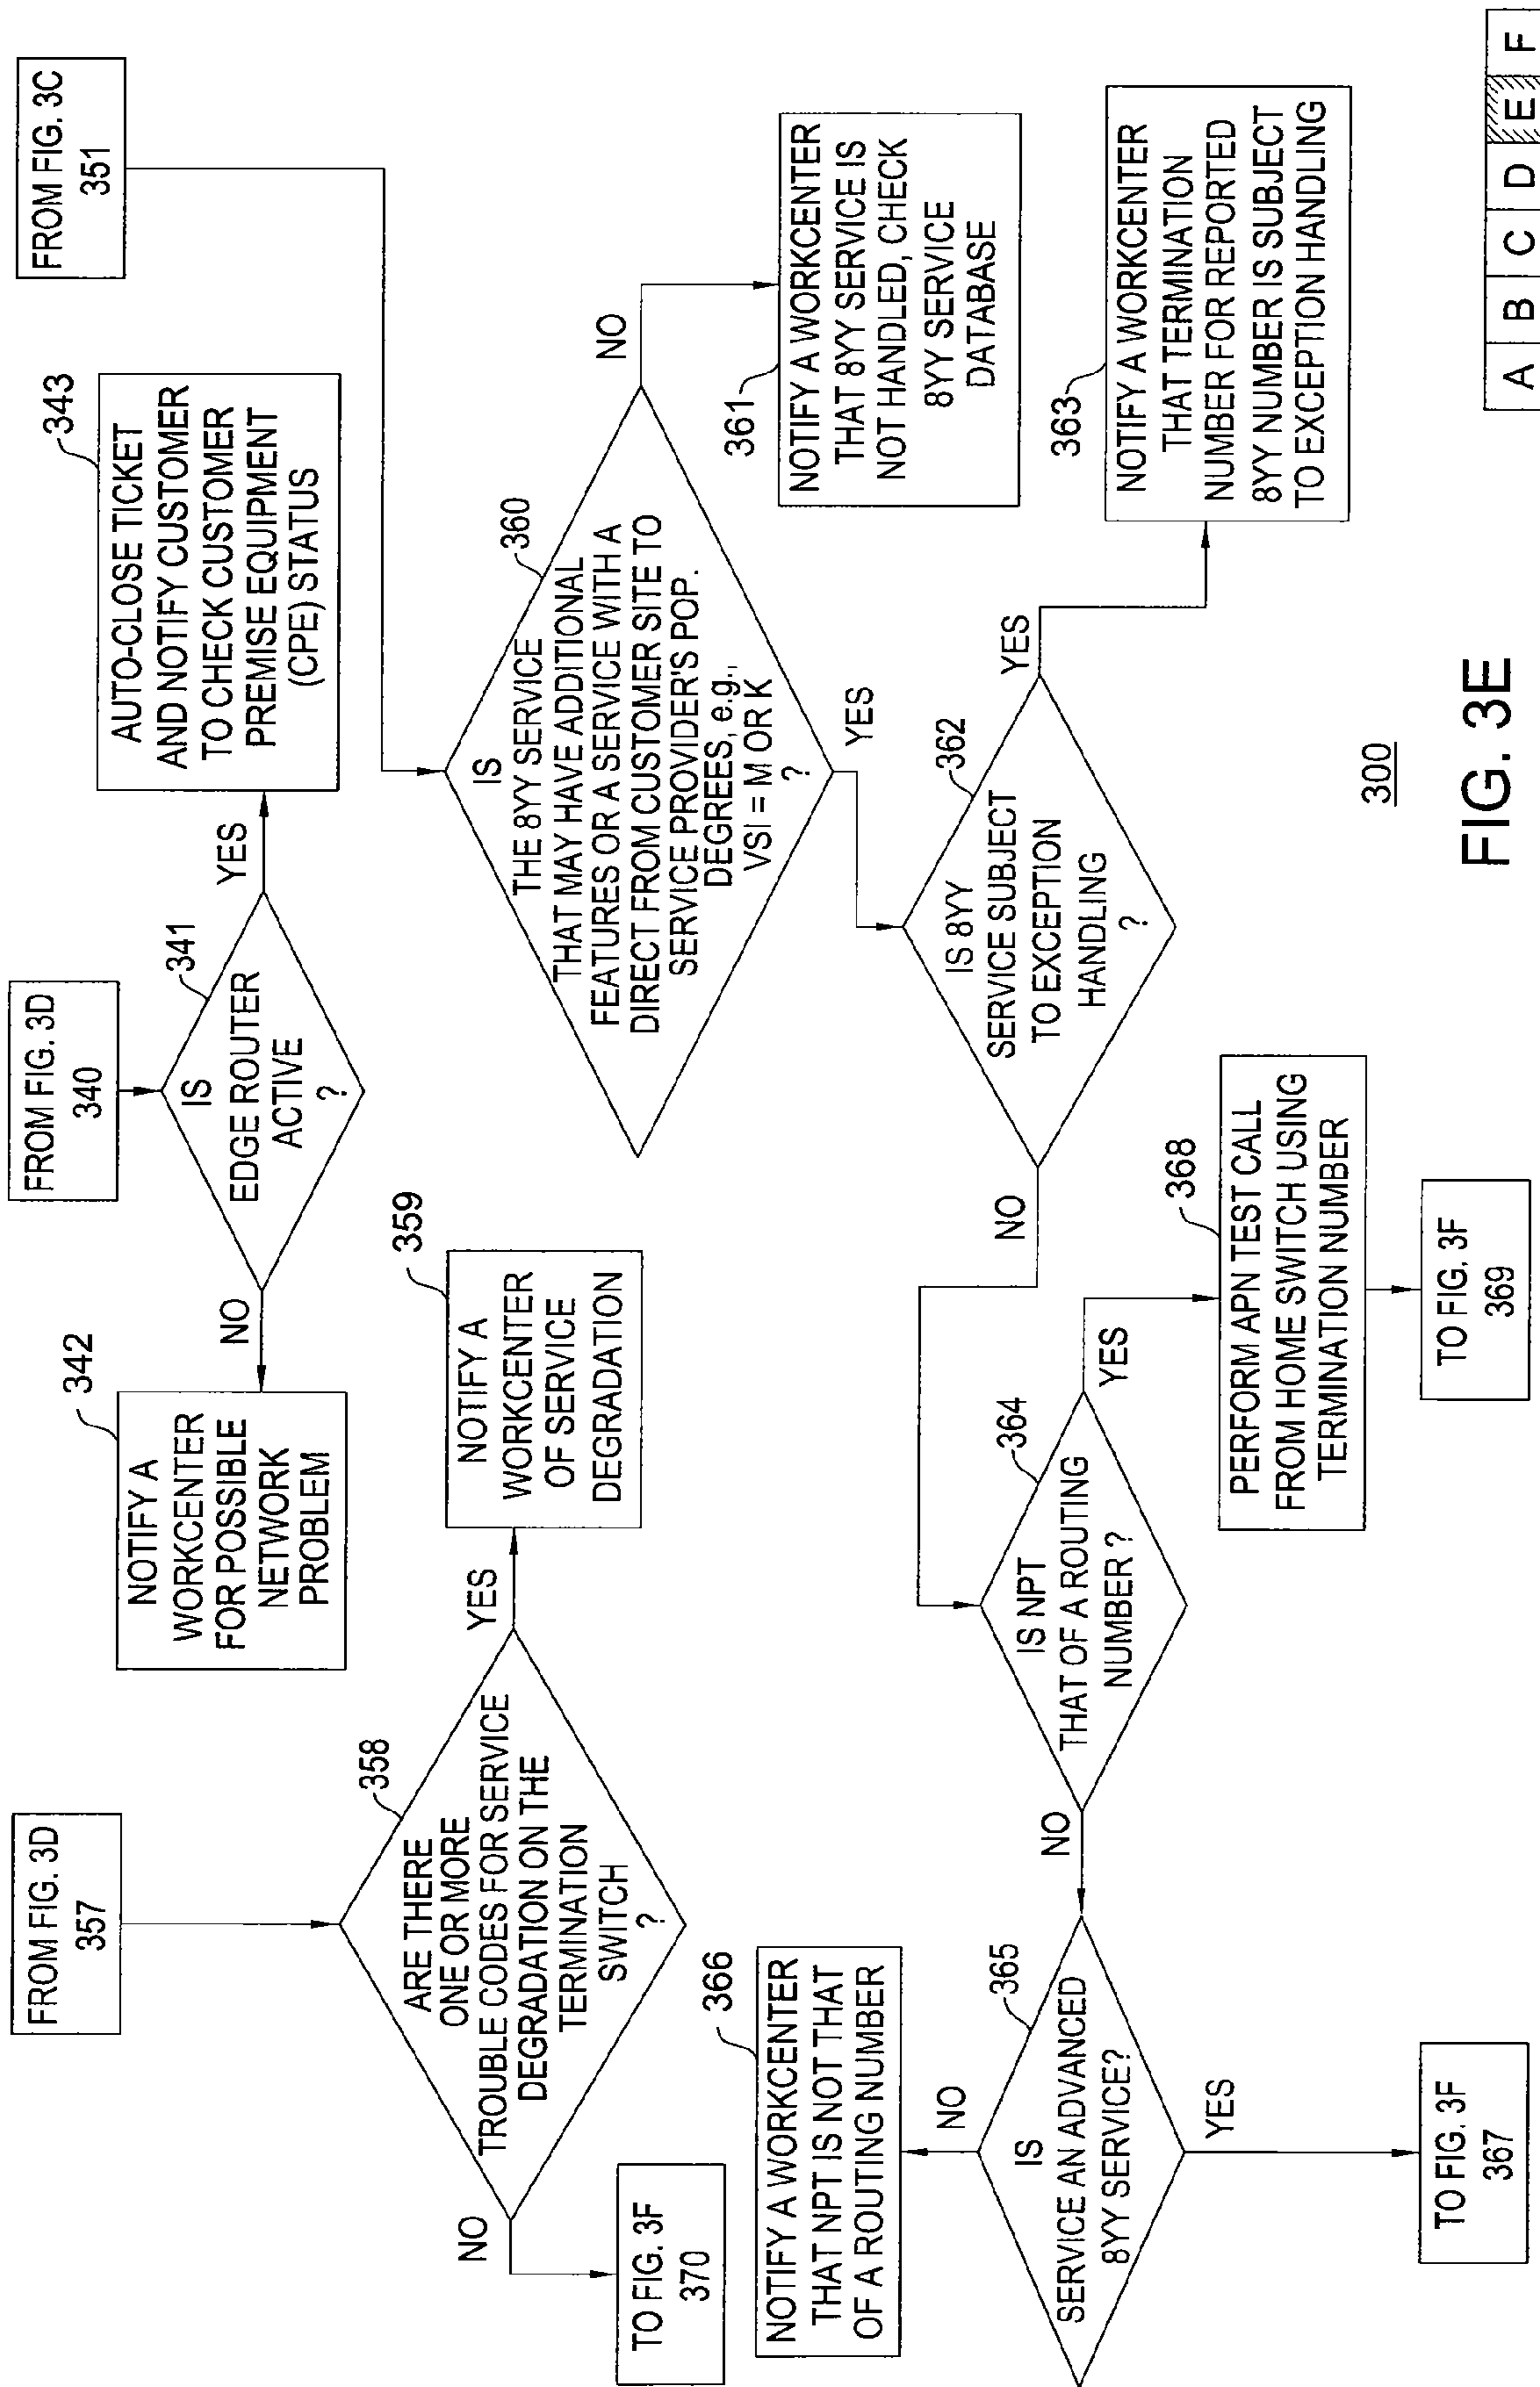 FROM FIG. 3D
357
ARE THERE
ONE OR MORE
TROUBLE CODES FOR SERVICE
DEGRADATION ON THE
TERMINATION
SWITCH
?
358
NO
TO FIG. 3F
370
YES
NOTIFY A
WORKCENTER
OF SERVICE
DEGRADATION
359
FROM FIG. 3D
340
IS
EDGE ROUTER
ACTIVE
?
341
NO
NOTIFY A
WORKCENTER
FOR POSSIBLE
NETWORK
PROBLEM
342
YES
AUTO-CLOSE TICKET
AND NOTIFY CUSTOMER
TO CHECK CUSTOMER
PREMISE EQUIPMENT
(CPE) STATUS
343
FROM FIG. 3C
351
IS
THE 8YY SERVICE
THAT MAY HAVE ADDITIONAL
FEATURES OR A SERVICE WITH A
DIRECT FROM CUSTOMER SITE TO
SERVICE PROVIDER'S POP.
DEGREES, e.g.,
VSI = M OR K
?
360
NO
NOTIFY A WORKCENTER
THAT 8YY SERVICE IS
NOT HANDLED, CHECK
8YY SERVICE
DATABASE
361
YES
IS 8YY
SERVICE SUBJECT
TO EXCEPTION
HANDLING
?
362
YES
NOTIFY A WORKCENTER
THAT TERMINATION
NUMBER FOR REPORTED
8YY NUMBER IS SUBJECT
TO EXCEPTION HANDLING
363
NO
IS NPT
THAT OF A ROUTING
NUMBER ?
364
YES
PERFORM APN TEST CALL
FROM HOME SWITCH USING
TERMINATION NUMBER
368
TO FIG. 3F
369
NO
IS
SERVICE AN ADVANCED
8YY SERVICE?
365
NO
NOTIFY A WORKCENTER
THAT NPT IS NOT THAT
OF A ROUTING NUMBER
366
YES
TO FIG. 3F
367
300
FIG. 3E
A B C D E F